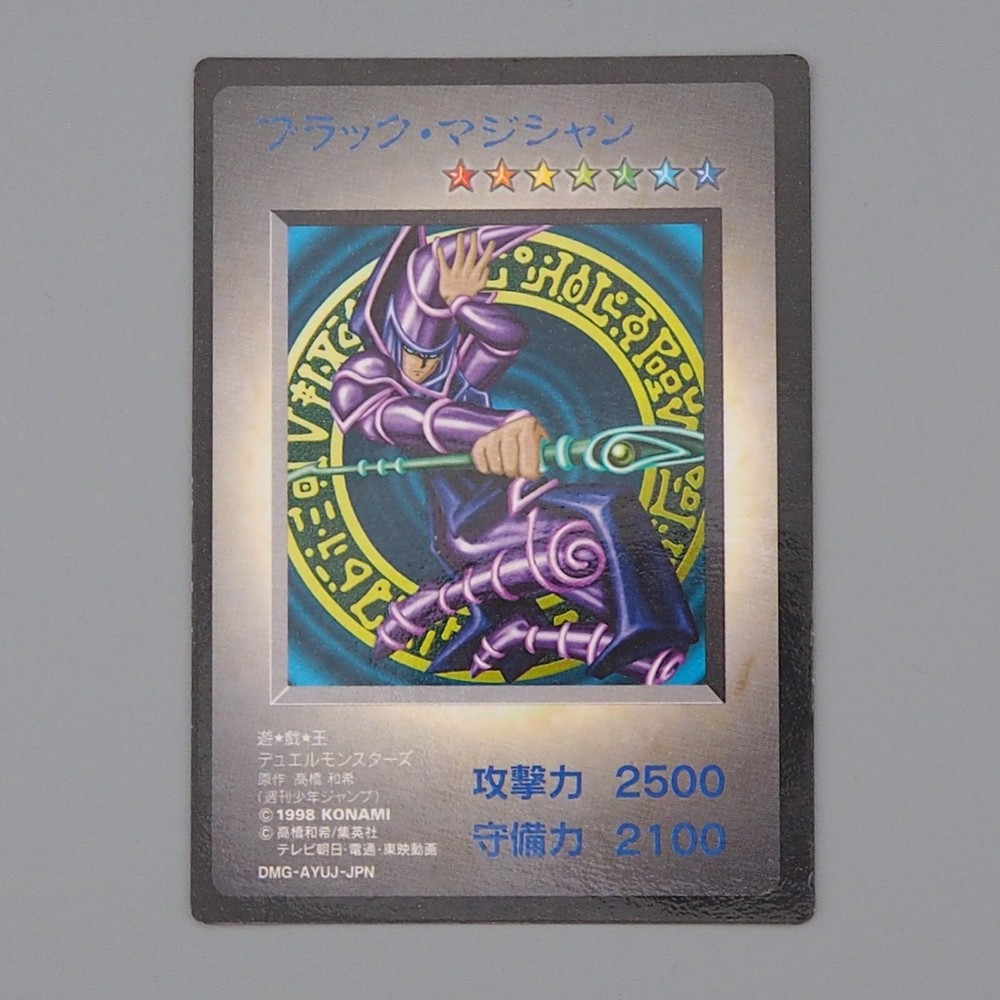 ブラック・マジシャン
遊★戯★王
デュエルモンスターズ
原作 高橋 和希
(週刊少年ジャンプ)
© 1998 KONAMI
© 高橋和希/集英社
テレビ朝日・電通・東映動画
DMG-AYUJ-JPN
攻撃力 2500
守備力 2100